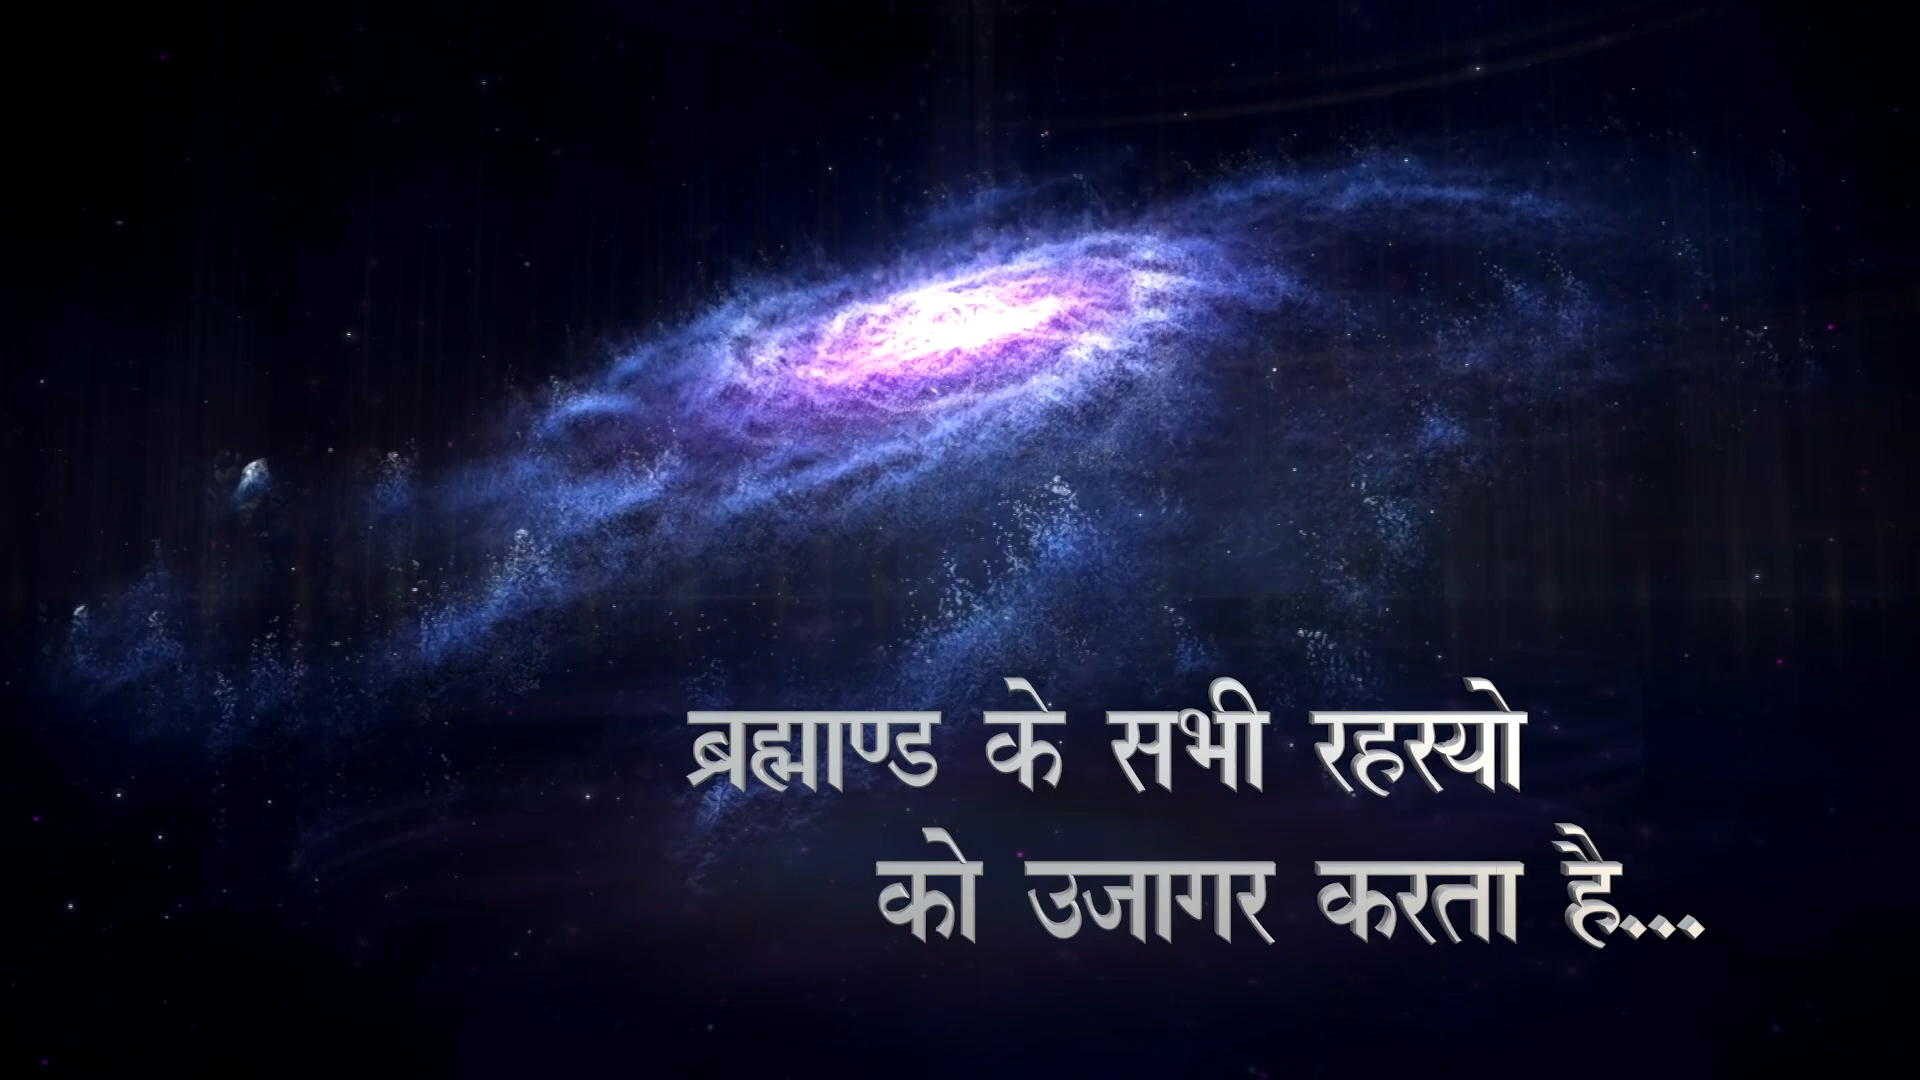 ब्रह्माण्ड के सभी रहस्यो
को उजागर करता है...